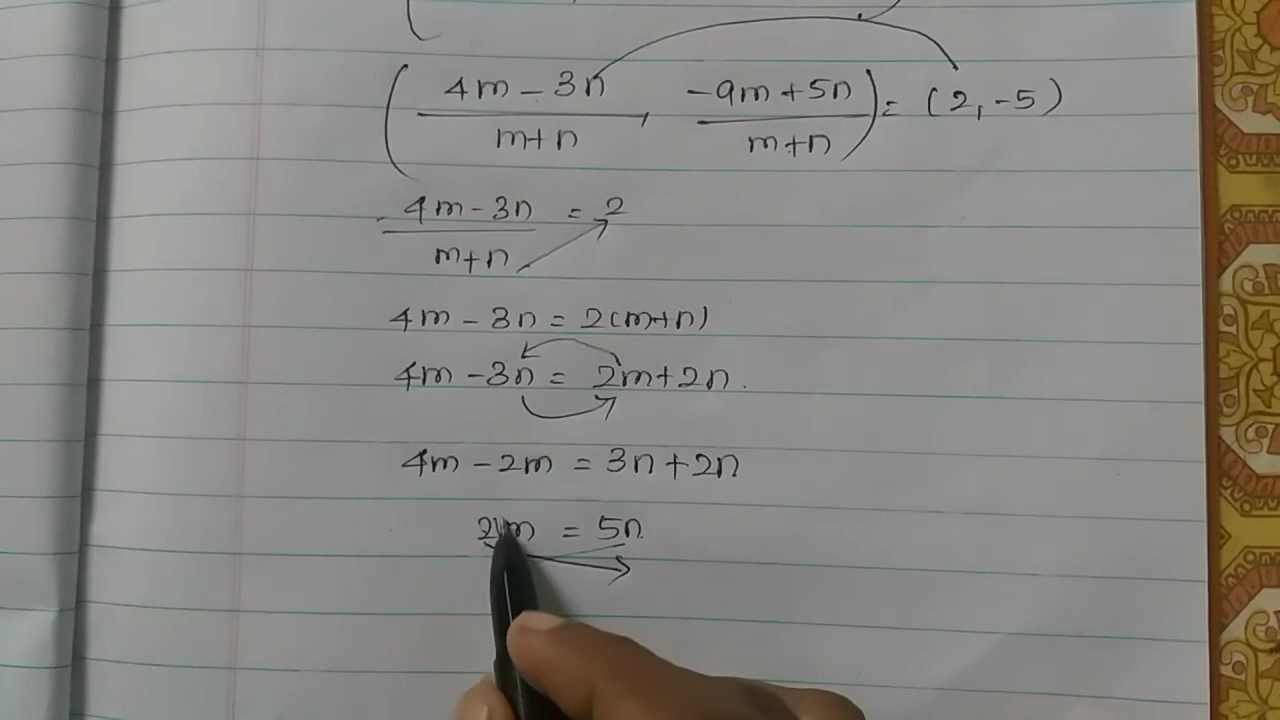 ( 4m-3n / m+n , -9m+5n / m+n ) = (2, -5)
4m-3n / m+n = 2
4m-3n = 2(m+n)
4m-3n = 2m+2n.
4m-2m = 3n+2n
2m = 5n